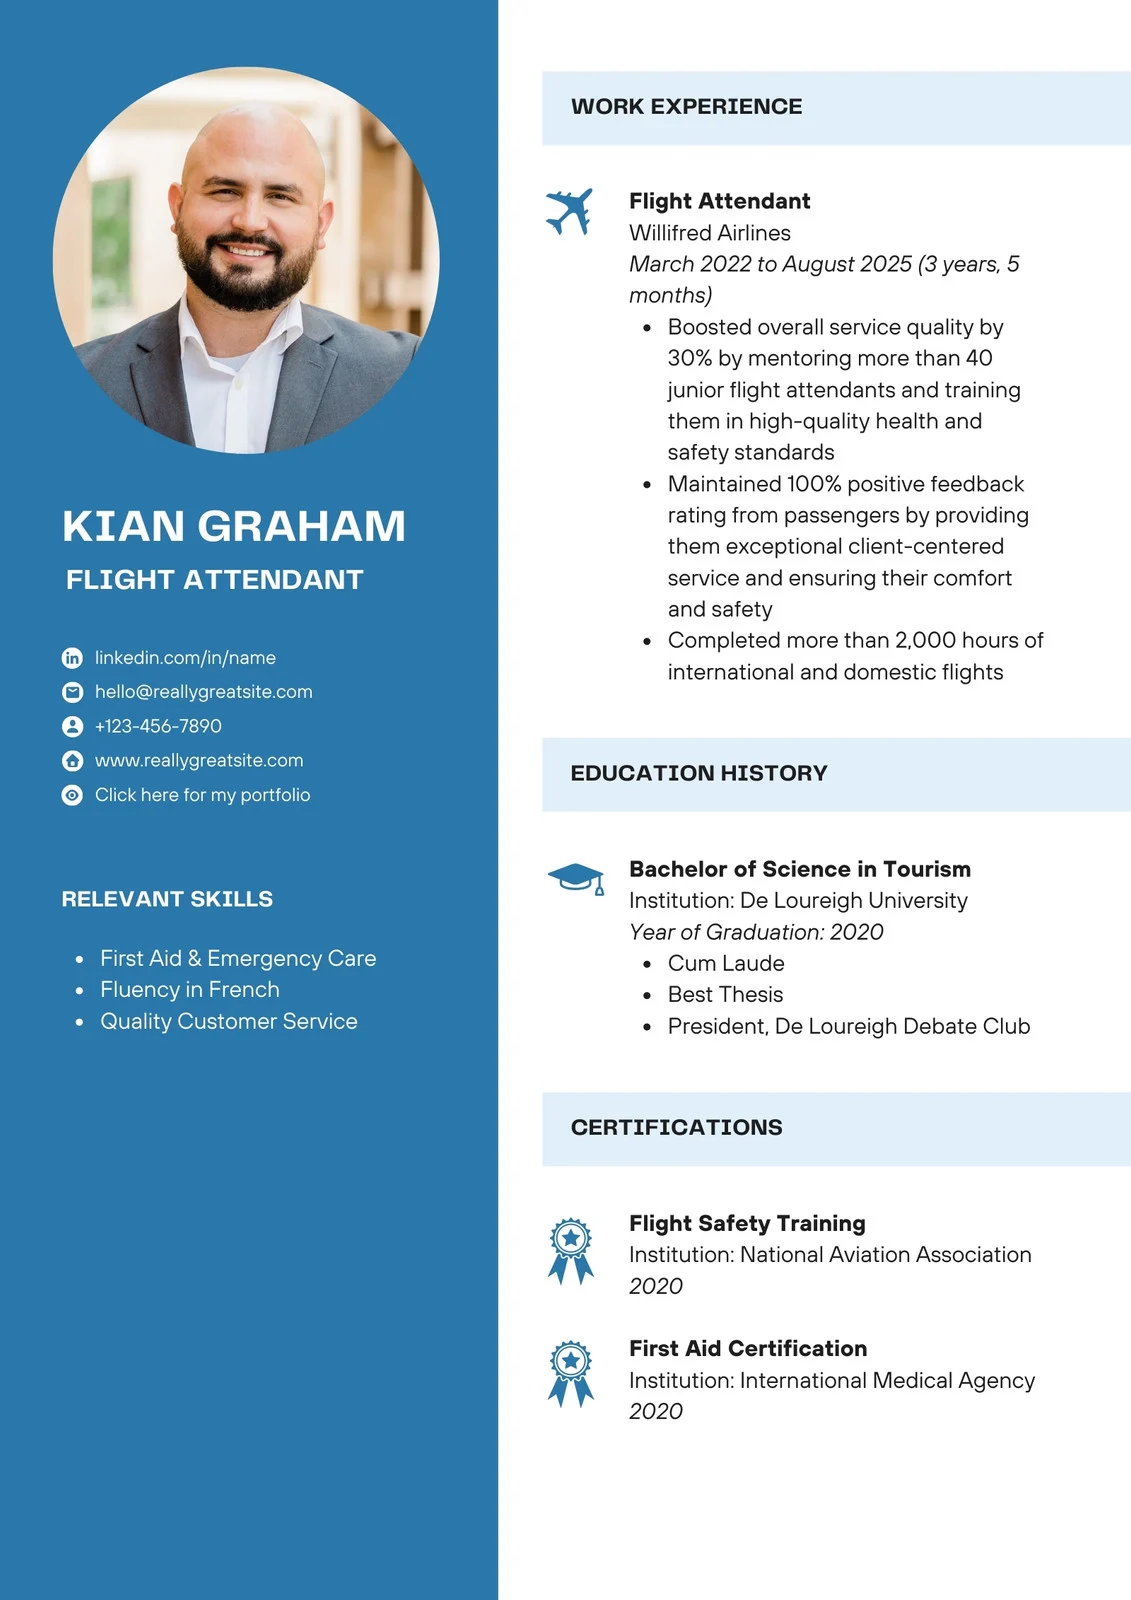 KIAN GRAHAM
FLIGHT ATTENDANT
linkedin.com/in/name
hello@reallygreatsite.com
+123-456-7890
www.reallygreatsite.com
Click here for my portfolio
RELEVANT SKILLS
• First Aid & Emergency Care
• Fluency in French
• Quality Customer Service
WORK EXPERIENCE
Flight Attendant
Willifred Airlines
March 2022 to August 2025 (3 years, 5
months)
• Boosted overall service quality by
30% by mentoring more than 40
junior flight attendants and training
them in high-quality health and
safety standards
• Maintained 100% positive feedback
rating from passengers by providing
them exceptional client-centered
service and ensuring their comfort
and safety
• Completed more than 2,000 hours of
international and domestic flights
EDUCATION HISTORY
Bachelor of Science in Tourism
Institution: De Loureigh University
Year of Graduation: 2020
• Cum Laude
• Best Thesis
• President, De Loureigh Debate Club
CERTIFICATIONS
Flight Safety Training
Institution: National Aviation Association
2020
First Aid Certification
Institution: International Medical Agency
2020